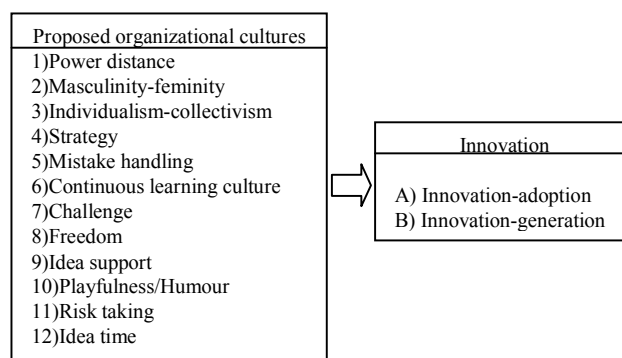 Proposed organizational cultures
1)Power distance
2)Masculinity-feminity
3)Individualism-collectivism
4)Strategy
5)Mistake handling
6)Continuous learning culture
7)Challenge
8)Freedom
9)Idea support
10)Playfulness/Humour
11)Risk taking
12)Idea time
Innovation
A) Innovation-adoption
B) Innovation-generation